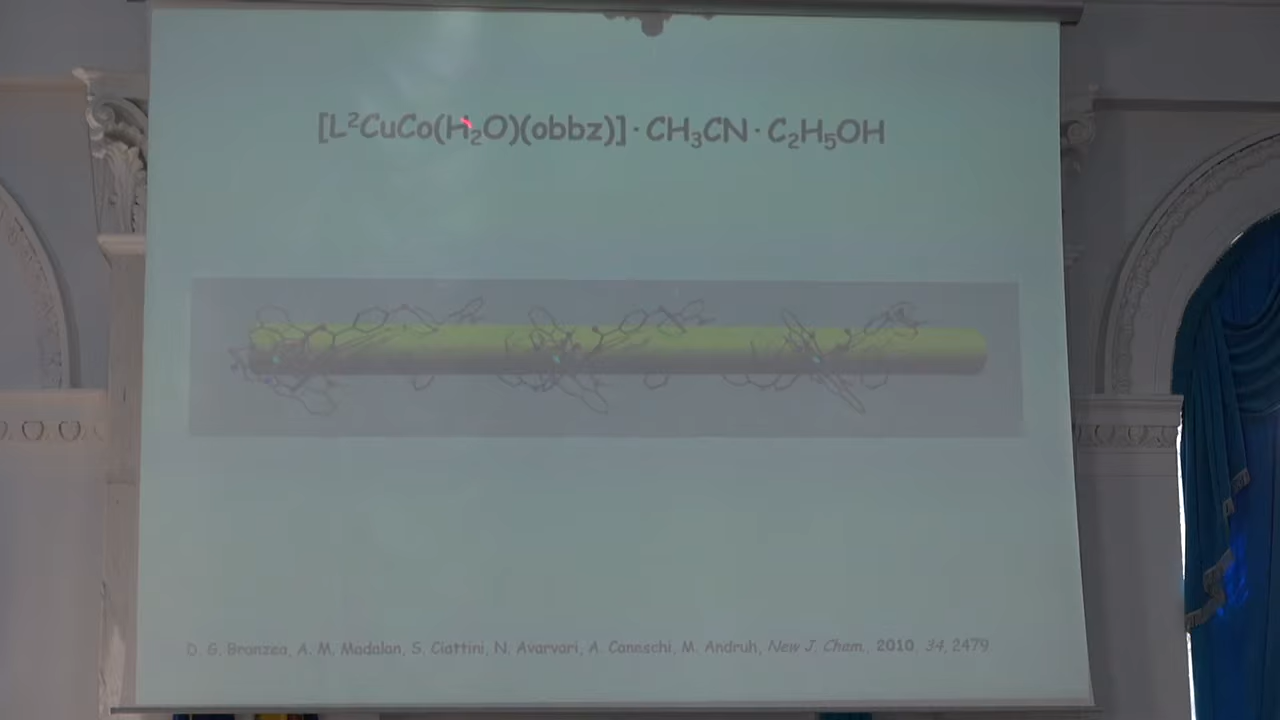 [L²CuCo(H₂O)(obbz)]·CH₃CN·C₂H₅OH
D. G. Branzea, A. M. Madalan, S. Ciattini, N. Avarvari, A. Caneschi, M. Andruh, New J. Chem., 2010, 34, 2479.